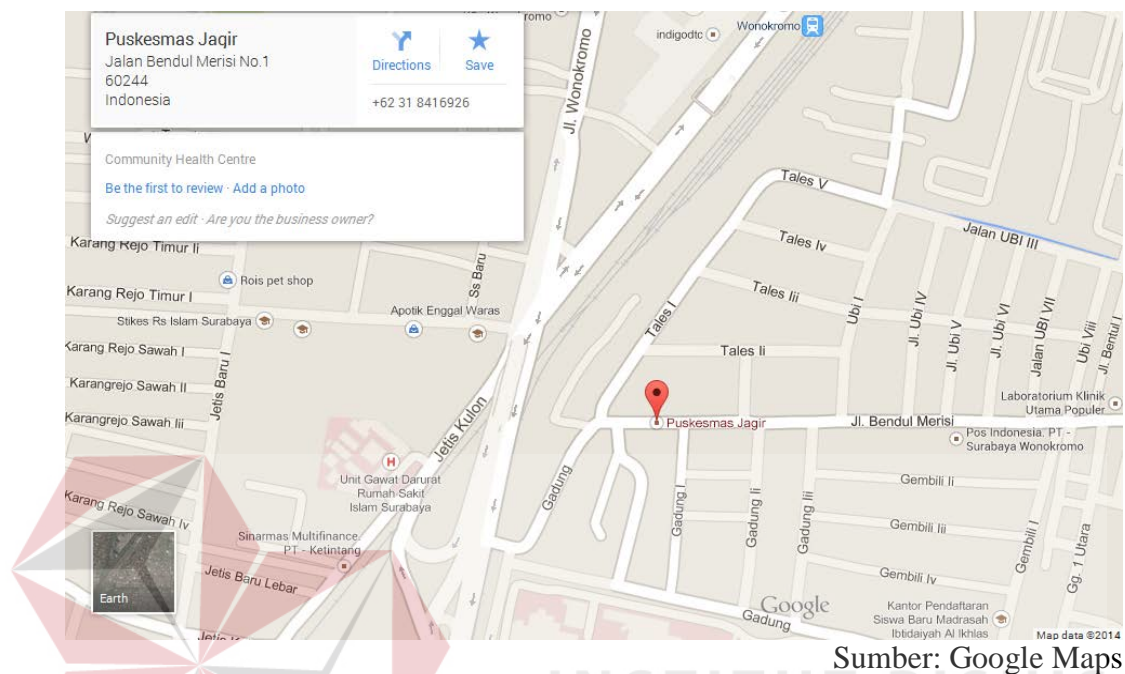 Puskesmas Jagir
Jalan Bendul Merisi No.1
60244
Indonesia
Directions
Save
+62 31 8416926
Community Health Centre
Be the first to review · Add a photo
Suggest an edit · Are you the business owner?
romo
indigodtc
Wonokromo
Jl. Wonokromo
Tales V
Jalan UBI III
Karang Rejo Timur Ii
Tales Iv
Rois pet shop
Ss Baru
Karang Rejo Timur I
Tales Iii
Apotik Enggal Waras
Stikes Rs Islam Surabaya
Tales I
Ubi I
Jl. Ubi IV
Jl. Ubi V
Jl. Ubi VI
Jalan UBI VII
Ubi Viii
Jl. Bentul I
Karang Rejo Sawah I
Tales Ii
Karangrejo Sawah II
Jetis Baru I
Laboratorium Klinik
Utama Populer
Karangrejo Sawah Iii
Jetis Kulon
Puskesmas Jagir
Jl. Bendul Merisi
Pos Indonesia. PT -
Surabaya Wonokromo
Unit Gawat Darurat
Rumah Sakit
Islam Surabaya
Gadung
Gadung I
Gadung Ii
Gadung Iii
Gembili Ii
Karang Rejo Sawah Iv
Sinarmas Multifinance.
PT - Ketintang
Gembili Iii
Gembili I
Gg. 1 Utara
Jetis Baru Lebar
Gembili Iv
Earth
Google
Gadung
Kantor Pendaftaran
Siswa Baru Madrasah
Ibtidaiyah Al Ikhlas
Map data ©2014
Sumber: Google Maps